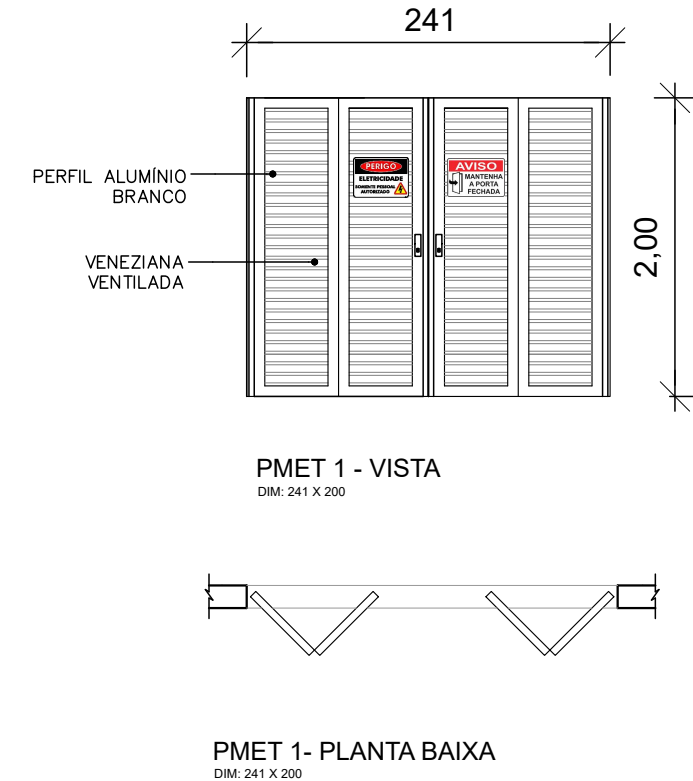 241
PERFIL ALUMÍNIO
BRANCO
VENEZIANA
VENTILADA
PERIGO
ELETRICIDADE
SOMENTE PESSOAL
AUTORIZADO
AVISO
MANTENHA
A PORTA
FECHADA
2,00
PMET 1 - VISTA
DIM: 241 X 200
PMET 1- PLANTA BAIXA
DIM: 241 X 200